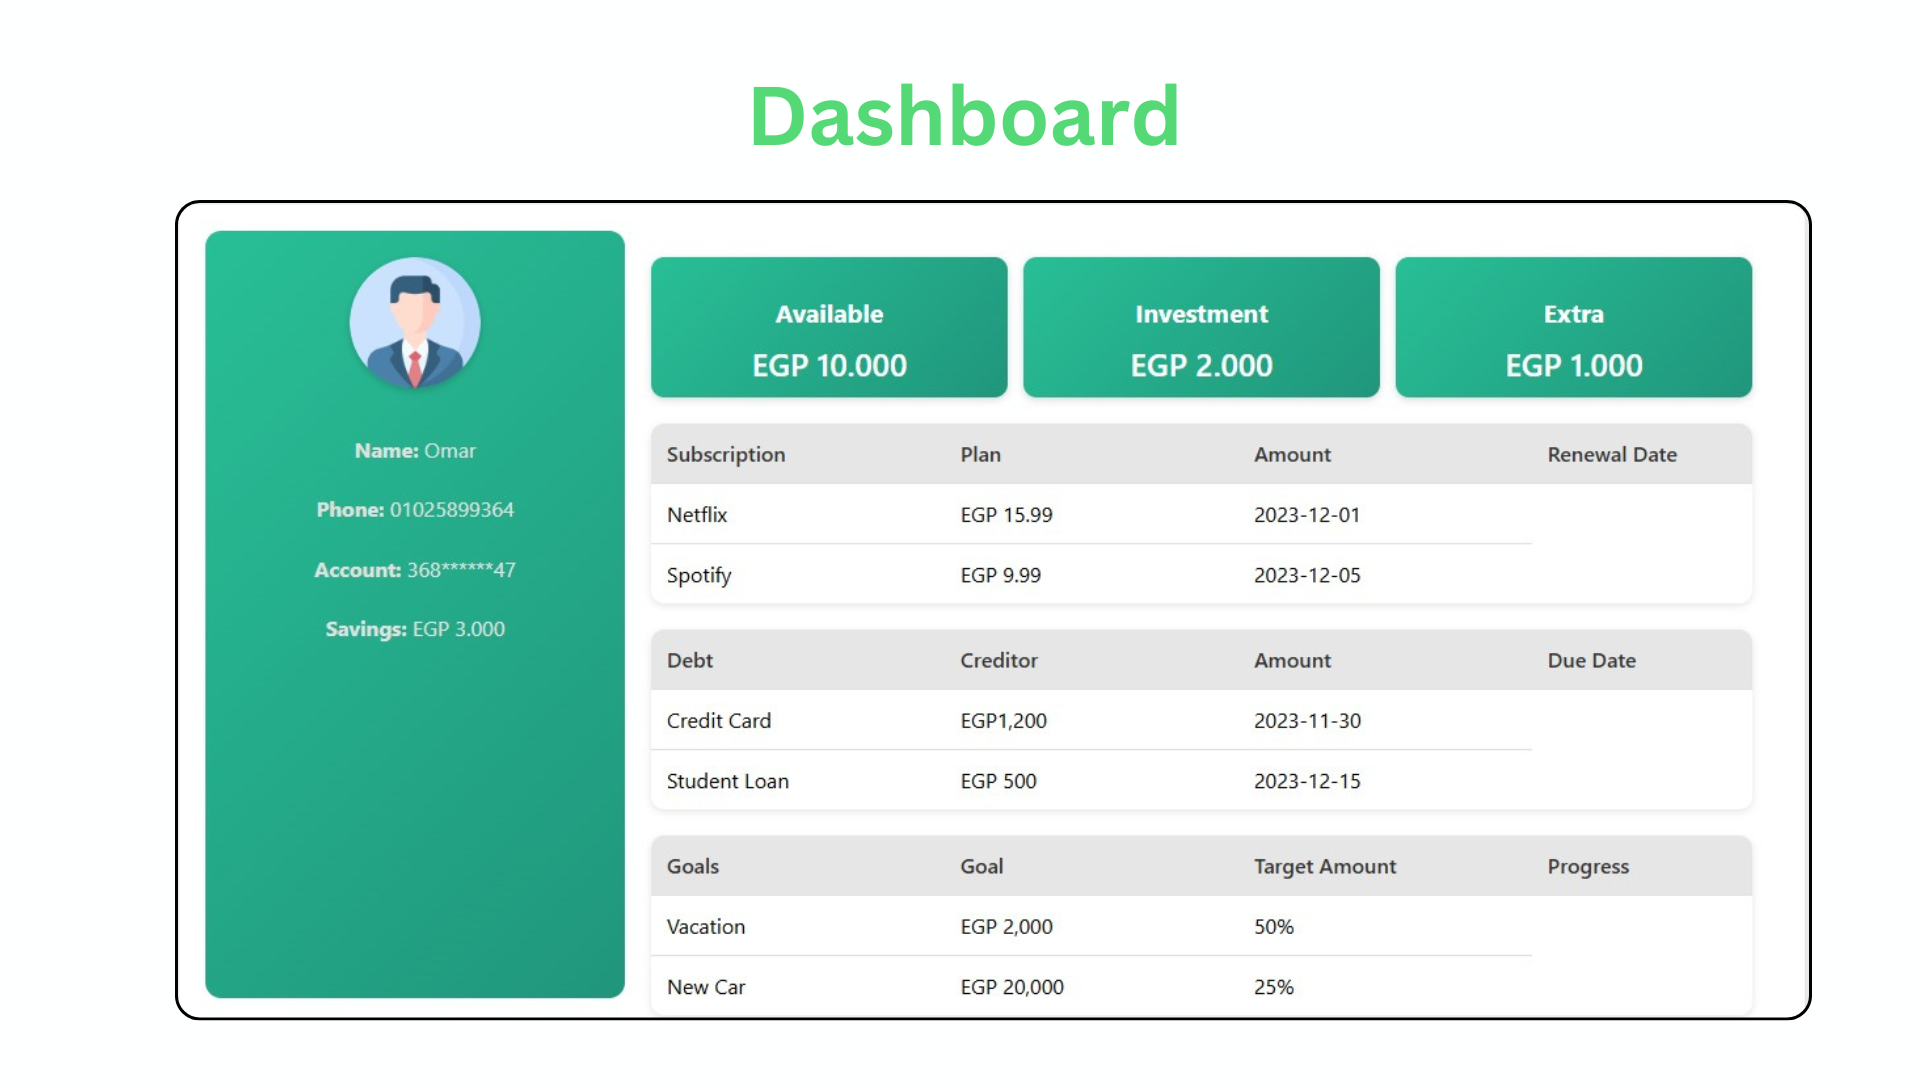 Dashboard
Name: Omar
Phone: 01025899364
Account: 368******47
Savings: EGP 3.000
Available
EGP 10.000
Investment
EGP 2.000
Extra
EGP 1.000
Subscription Plan Amount Renewal Date
Netflix EGP 15.99 2023-12-01
Spotify EGP 9.99 2023-12-05
Debt Creditor Amount Due Date
Credit Card EGP1,200 2023-11-30
Student Loan EGP 500 2023-12-15
Goals Goal Target Amount Progress
Vacation EGP 2,000 50%
New Car EGP 20,000 25%